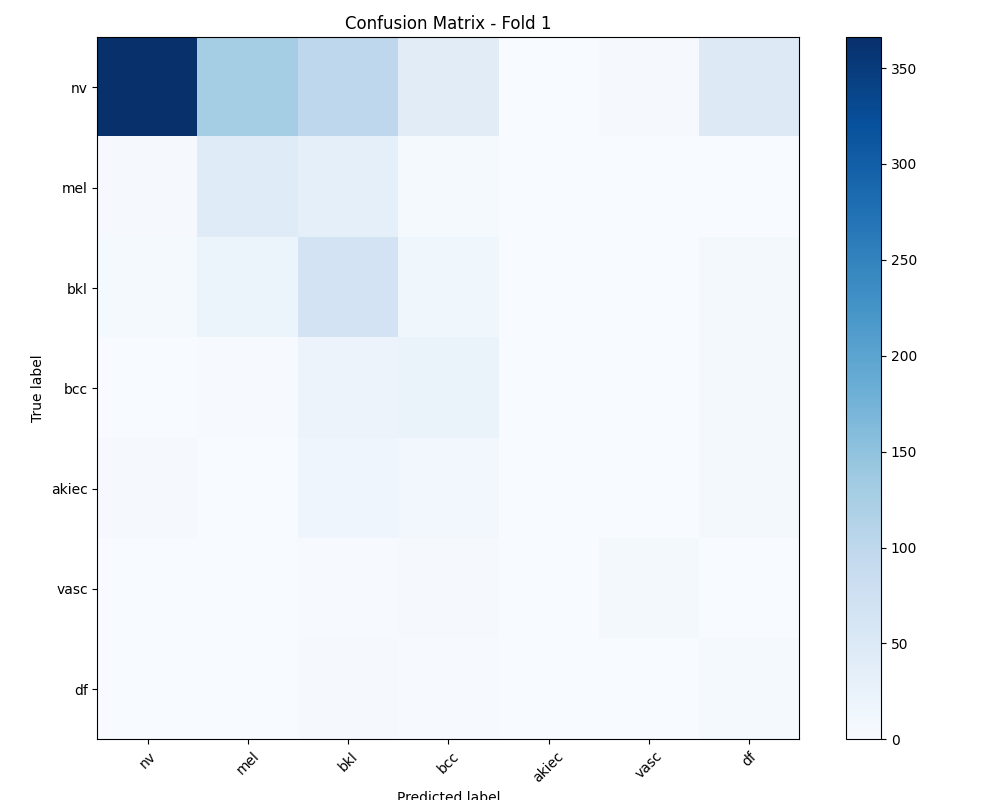 Confusion Matrix - Fold 1
nv
mel
bkl
bcc
akiec
vasc
df
True label
nv mel bkl bcc akiec vasc df
Predicted label
350
300
250
200
150
100
50
0